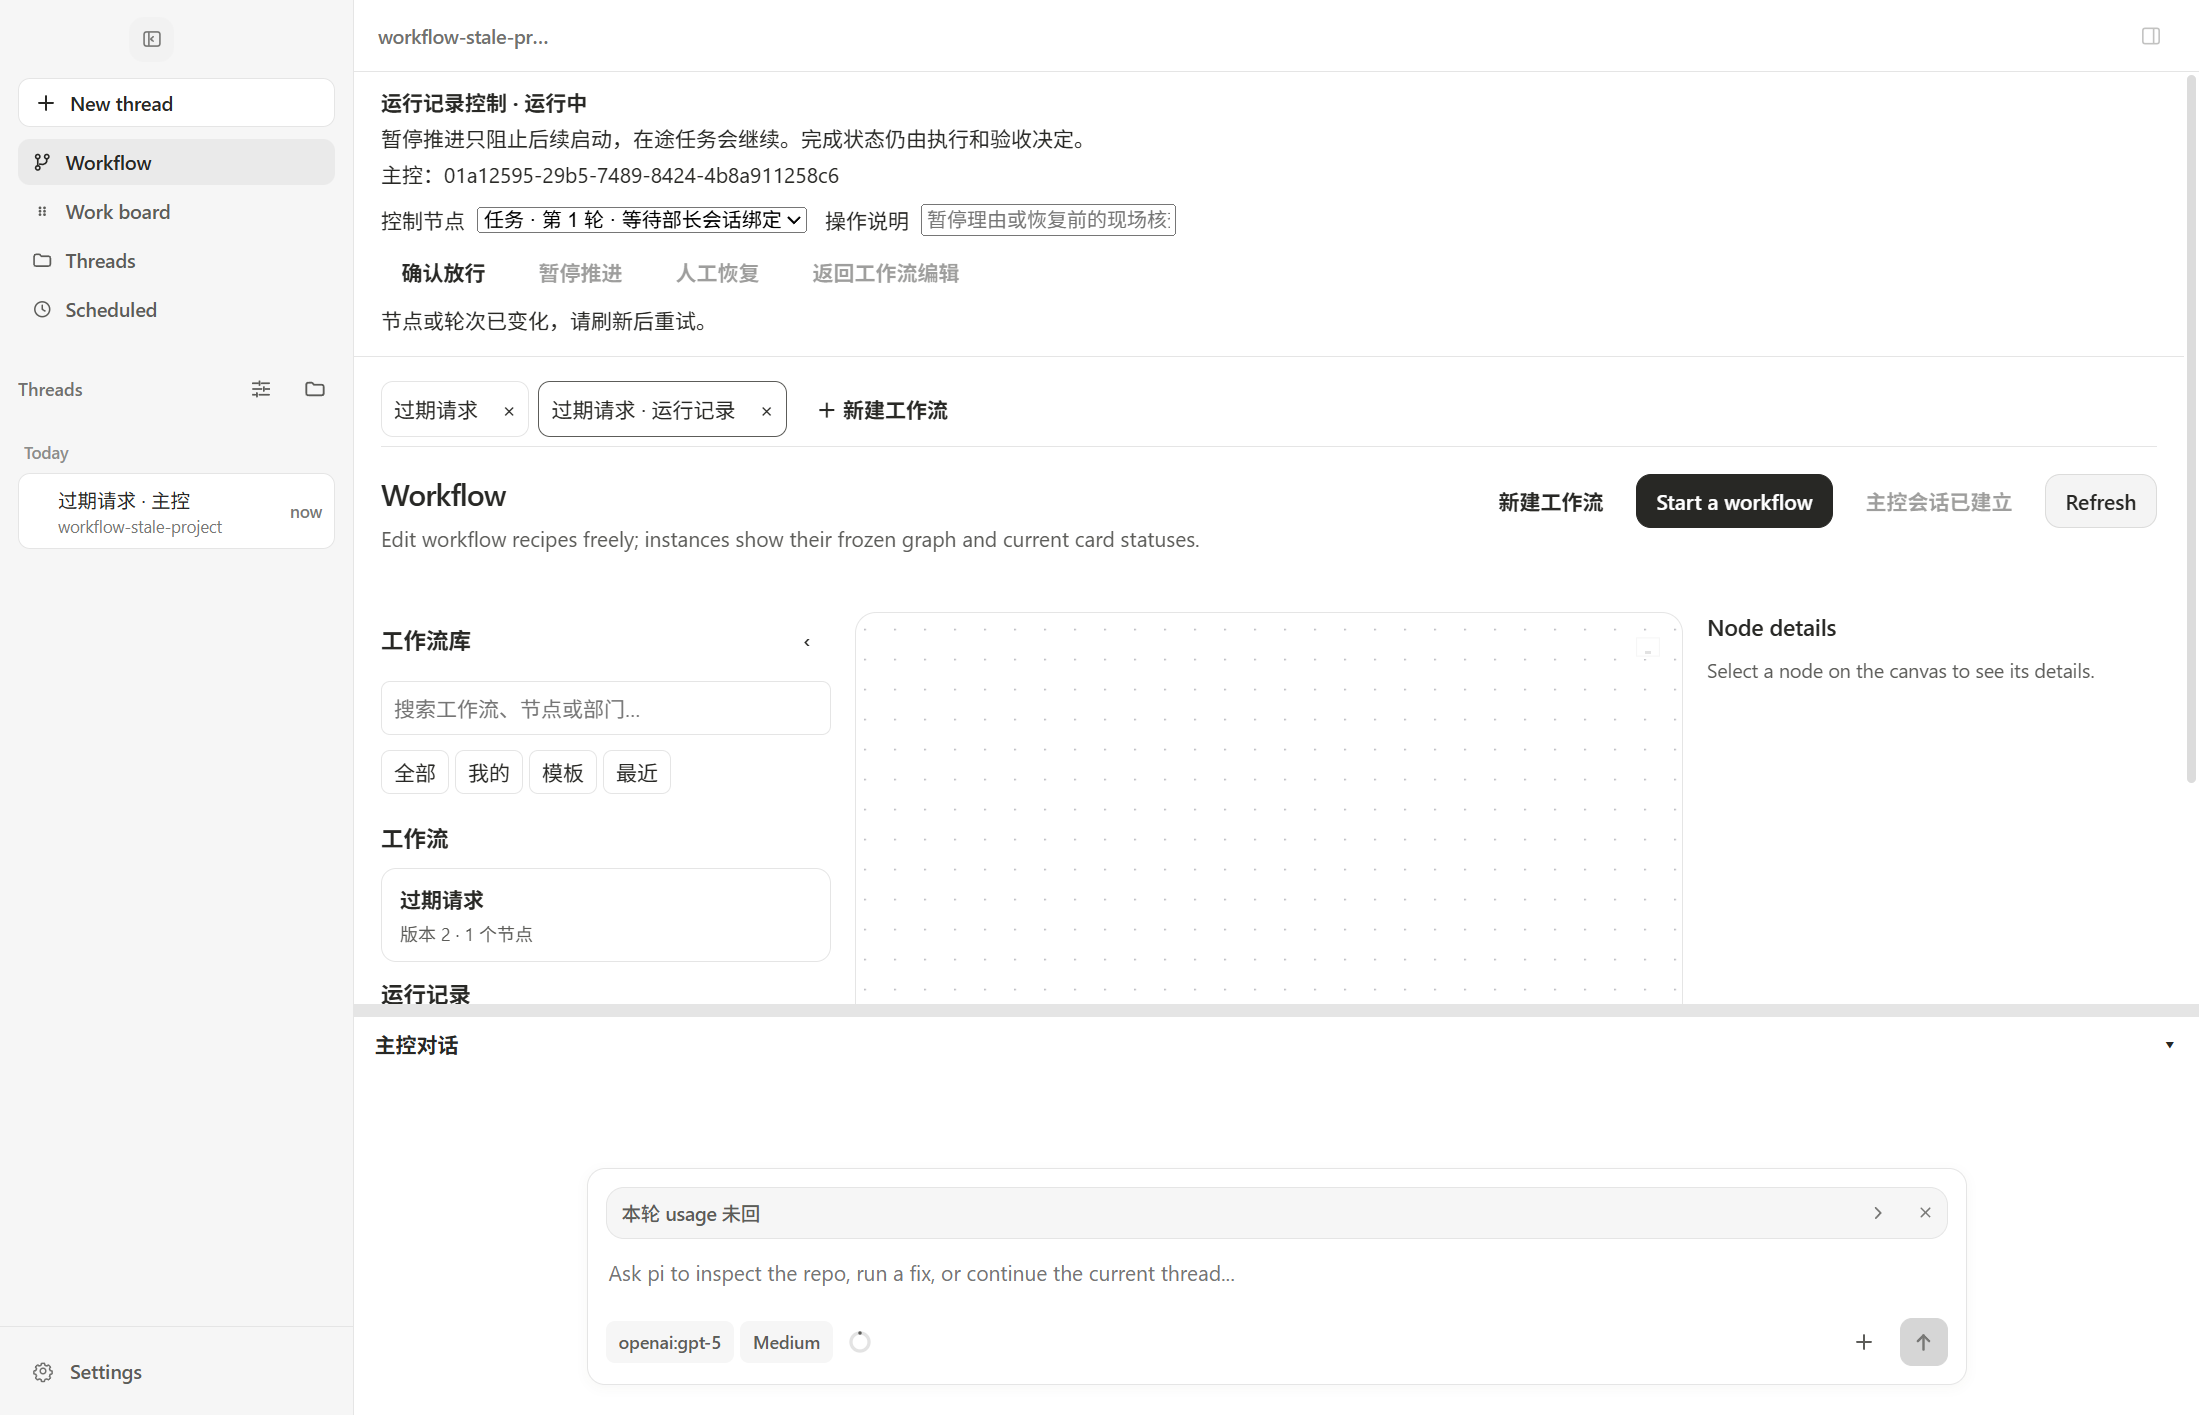 New thread
Workflow
Work board
Threads
Scheduled
Threads
Today
过期请求 · 主控
workflow-stale-project
now
Settings
workflow-stale-pr...
运行记录控制 · 运行中
暂停推进只阻止后续启动，在途任务会继续。完成状态仍由执行和验收决定。
主控：01a12595-29b5-7489-8424-4b8a911258c6
控制节点 任务 · 第 1 轮 · 等待部长会话绑定 操作说明 暂停理由或恢复前的现场核
确认放行 暂停推进 人工恢复 返回工作流编辑
节点或轮次已变化，请刷新后重试。
过期请求 × 过期请求 · 运行记录 × + 新建工作流
Workflow
新建工作流 Start a workflow 主控会话已建立 Refresh
Edit workflow recipes freely; instances show their frozen graph and current card statuses.
工作流库
搜索工作流、节点或部门...
全部 我的 模板 最近
工作流
过期请求
版本 2 · 1 个节点
运行记录
Node details
Select a node on the canvas to see its details.
主控对话
本轮 usage 未回
Ask pi to inspect the repo, run a fix, or continue the current thread...
openai:gpt-5 Medium